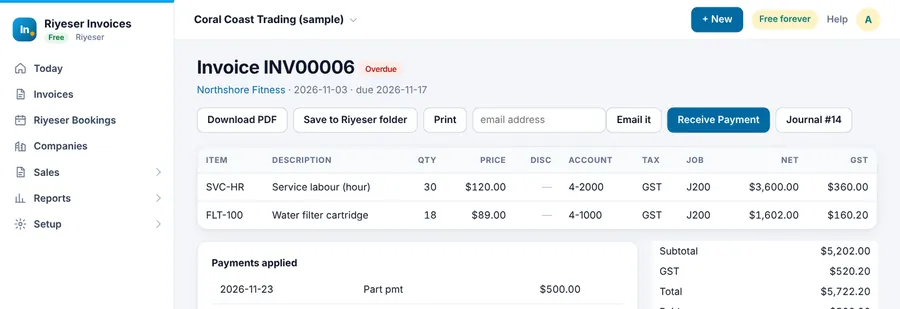 Riyeser Invoices
Free Riyeser
Today
Invoices
Riyeser Bookings
Companies
Sales
Reports
Setup
Coral Coast Trading (sample)
+ New
Free forever
Help
A
In
Invoice INV00006 Overdue
Northshore Fitness · 2026-11-03 · due 2026-11-17
Download PDF Save to Riyeser folder Print email address Email it Receive Payment Journal #14
ITEM DESCRIPTION QTY PRICE DISC ACCOUNT TAX JOB NET GST
SVC-HR Service labour (hour) 30 $120.00 — 4-2000 GST J200 $3,600.00 $360.00
FLT-100 Water filter cartridge 18 $89.00 — 4-1000 GST J200 $1,602.00 $160.20
Payments applied
2026-11-23 Part pmt $500.00
Subtotal $5,202.00
GST $520.20
Total $5,722.20